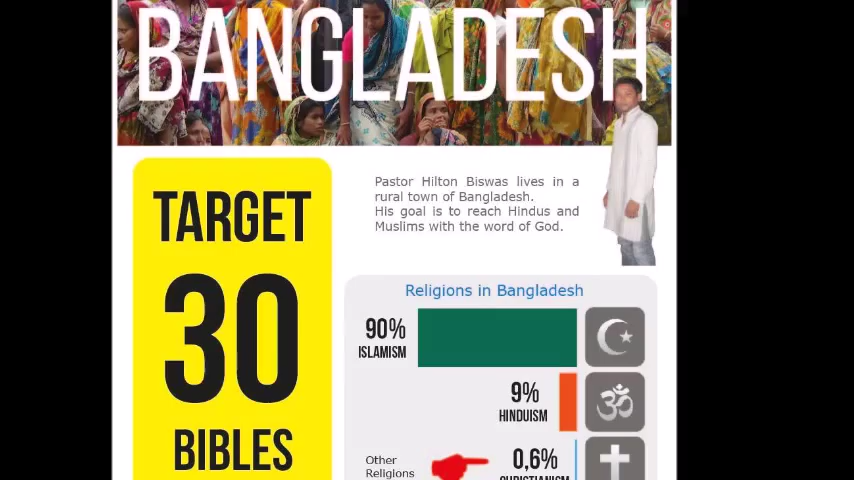 BANGLADESH
Pastor Hilton Biswas lives in a
rural town of Bangladesh.
His goal is to reach Hindus and
Muslims with the word of God.
TARGET
30
BIBLES
Religions in Bangladesh
90%
ISLAMISM
9%
HINDUISM
Other
Religions
0,6%
CHRISTIANISM